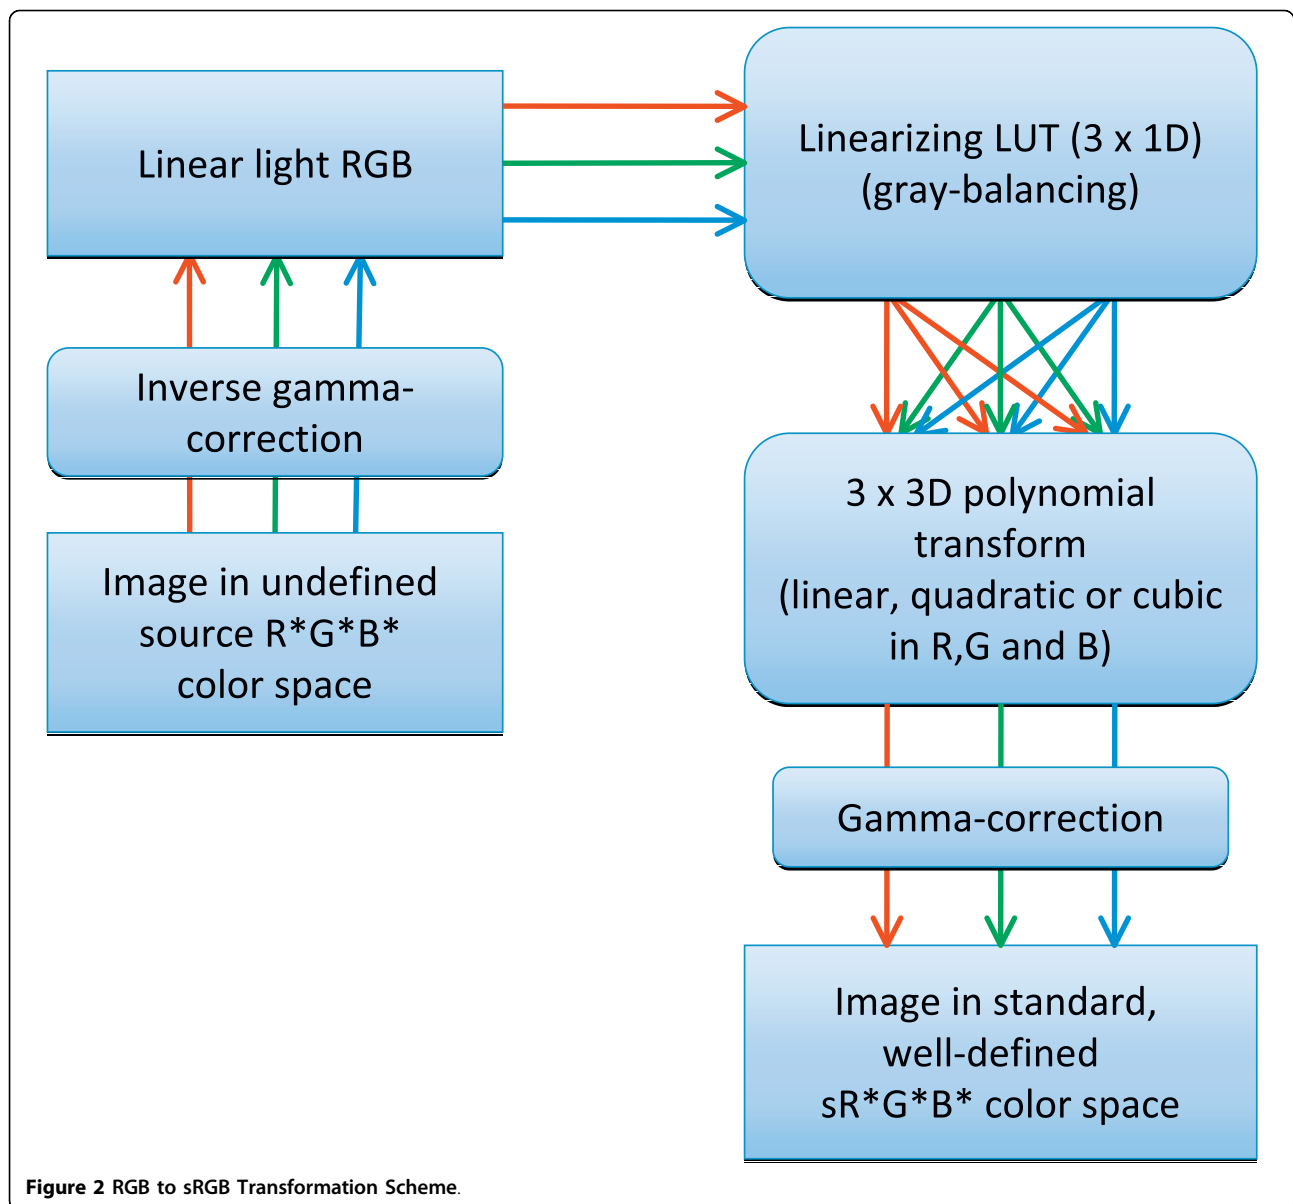 Linear light RGB
Linearizing LUT (3 x 1D)
(gray-balancing)
Inverse gamma-
correction
Image in undefined
source R*G*B*
color space
3 x 3D polynomial
transform
(linear, quadratic or cubic
in R,G and B)
Gamma-correction
Image in standard,
well-defined
sR*G*B* color space
Figure 2 RGB to sRGB Transformation Scheme.